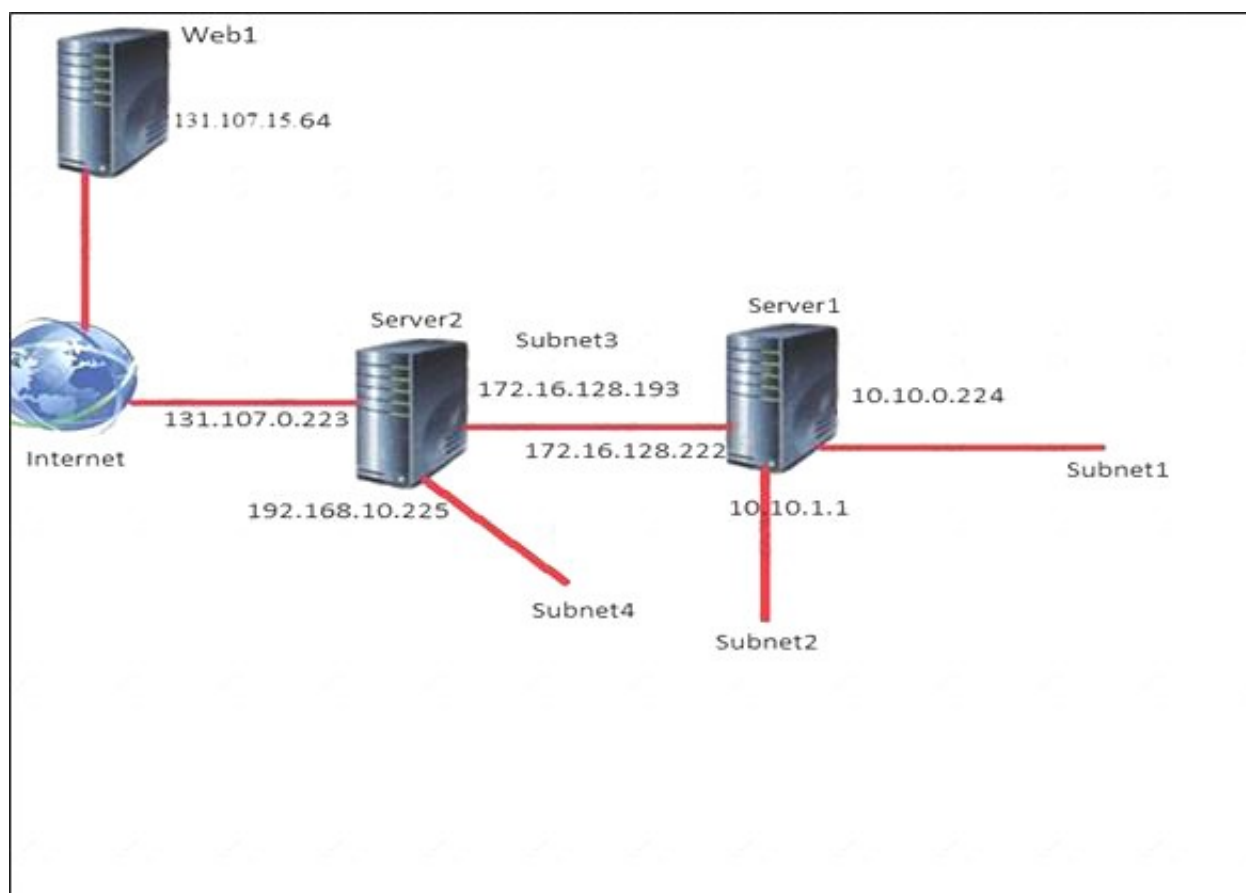 Web1
131.107.15.64
Server1
Server2
Subnet3
172.16.128.193
10.10.0.224
131.107.0.223
172.16.128.222
Internet
Subnet1
192.168.10.225
10.10.1.1
Subnet4
Subnet2